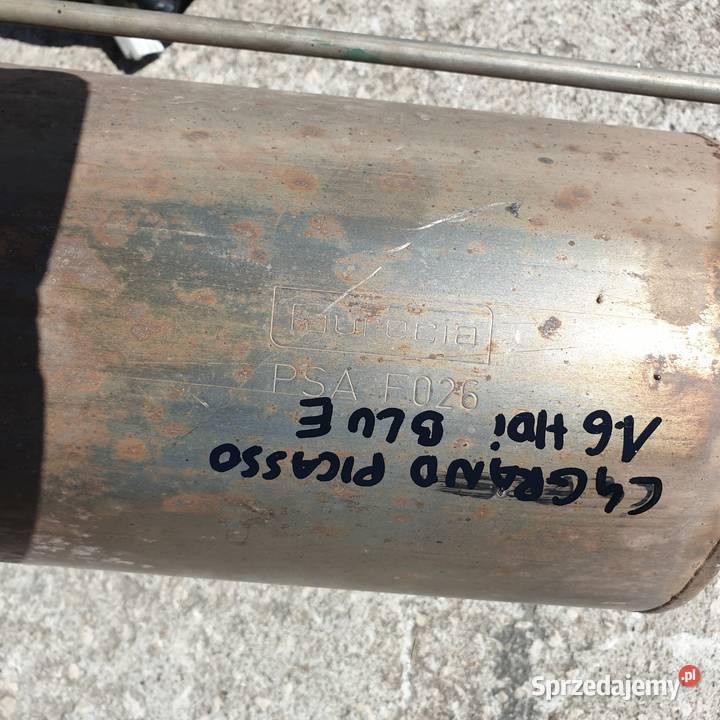 faurecia
PSA F026
C4 GRAND PICASSO
1.6 HDi BLUE
Sprzedajemy.pl